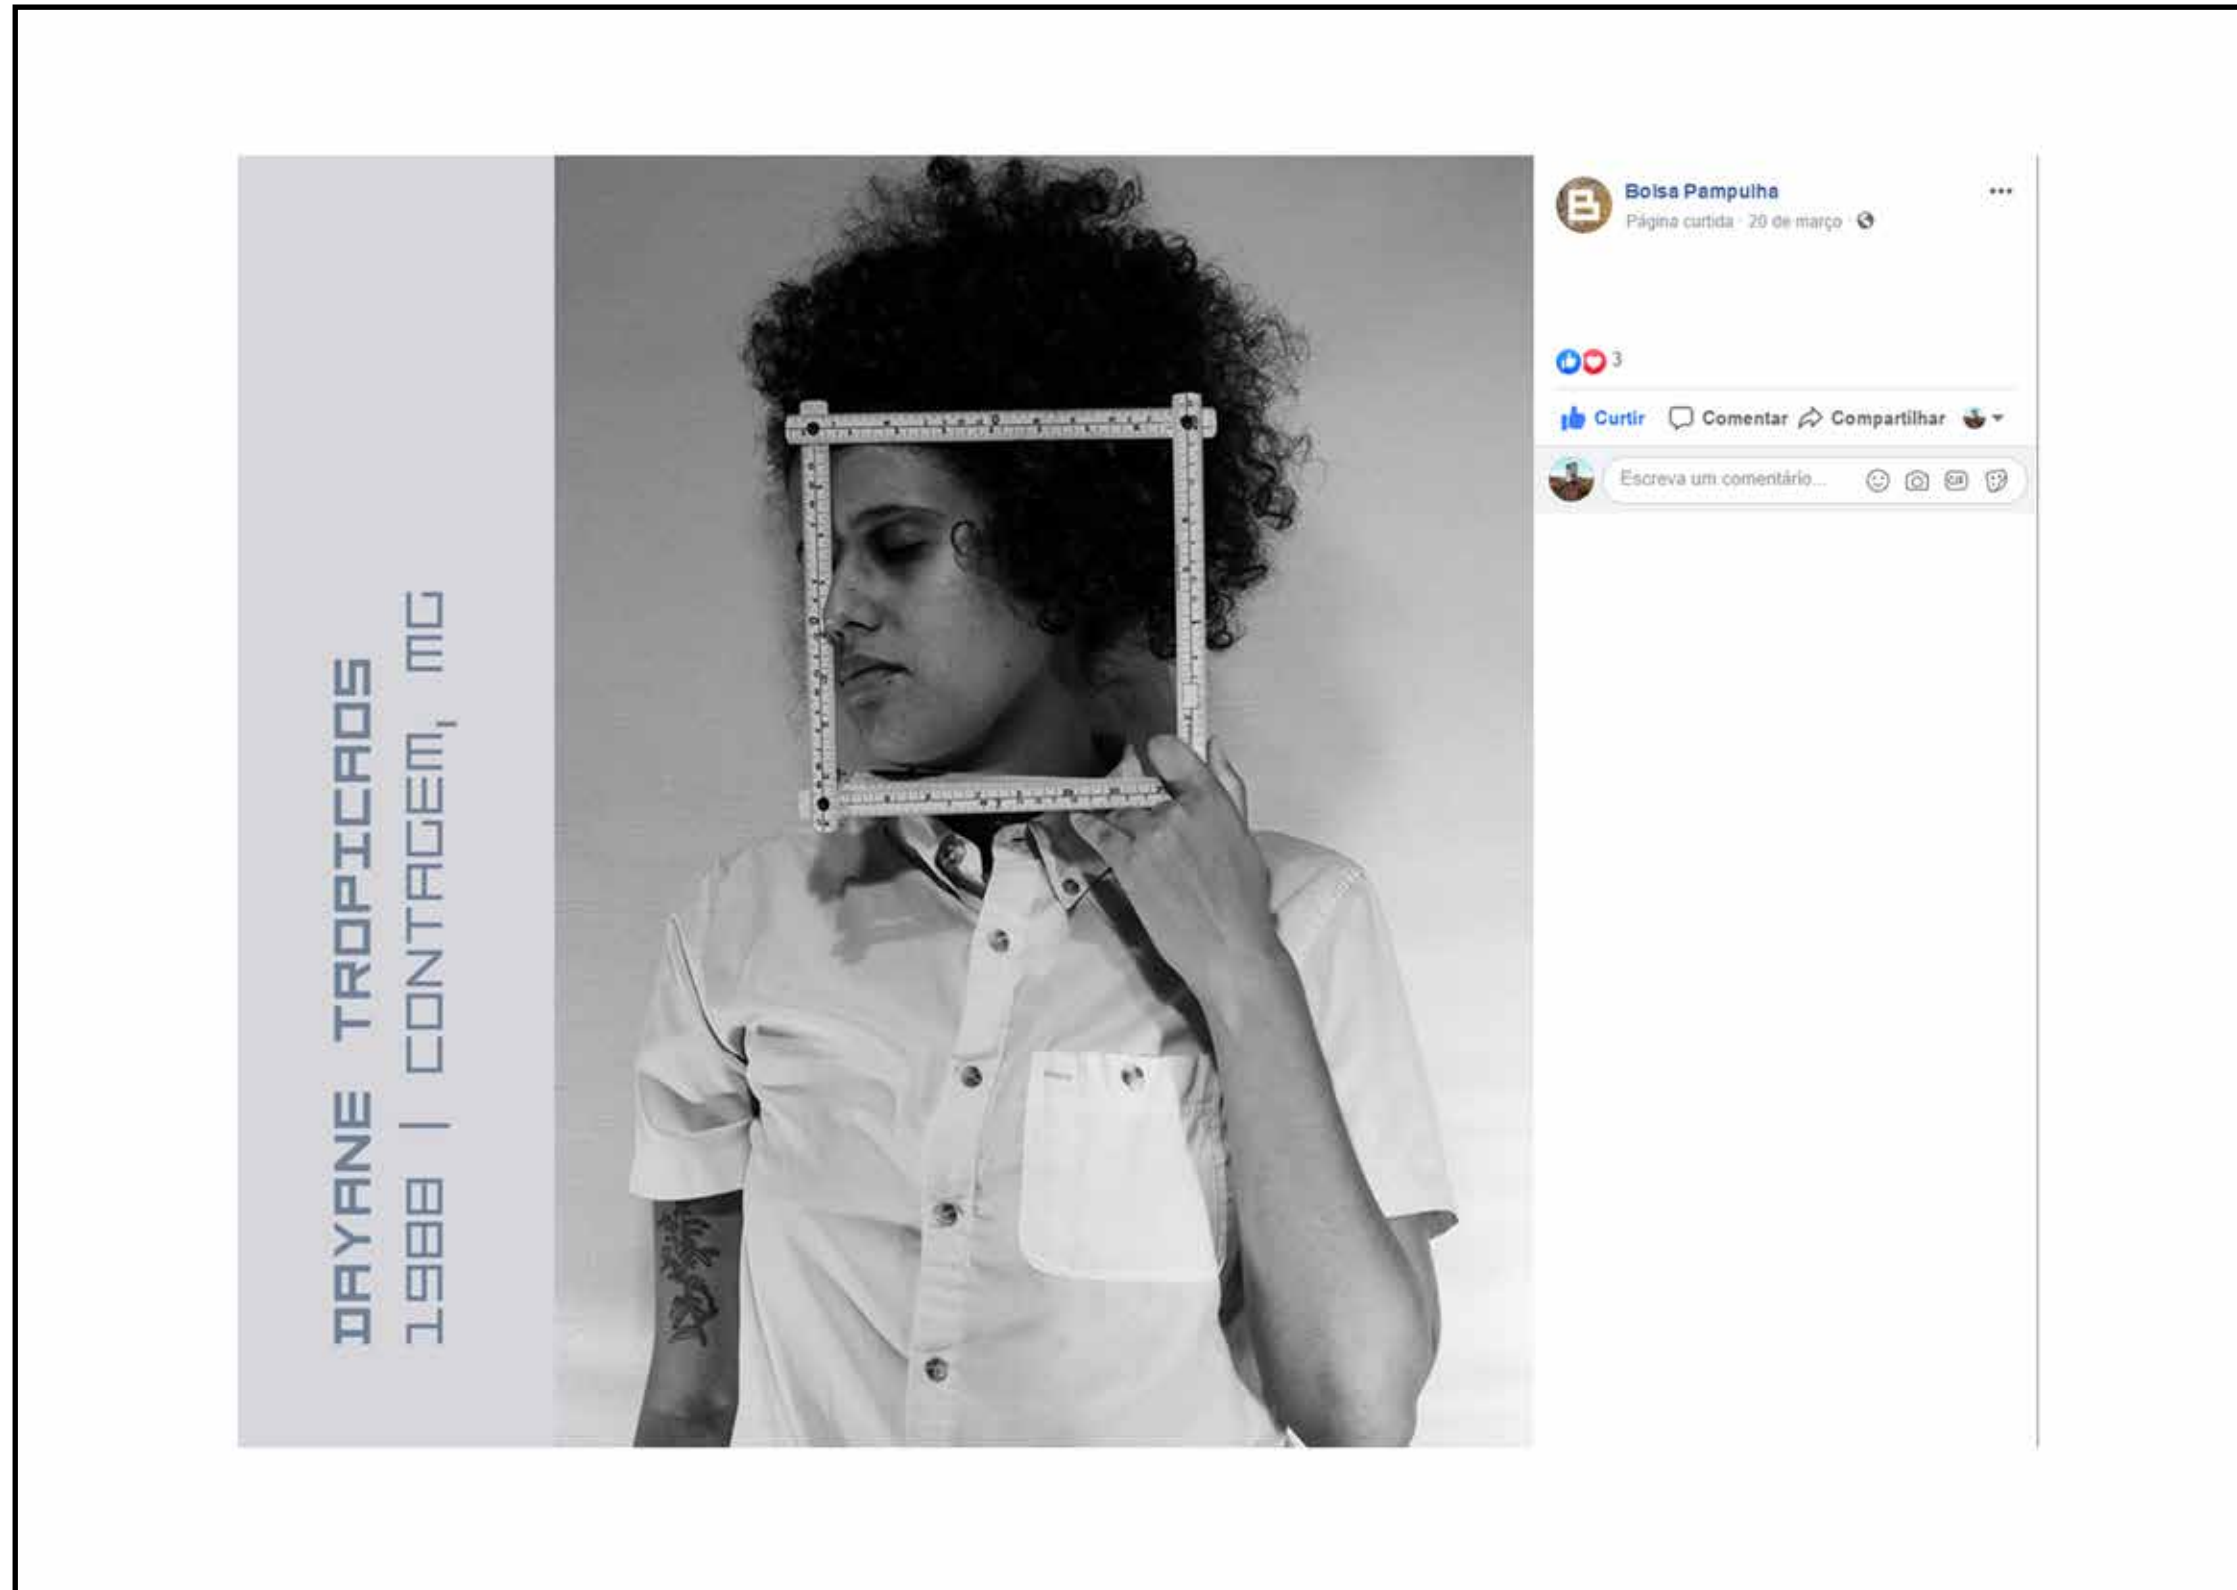 DAYANE TROPICAOS
1988 | CONTAGEM, MG
Bolsa Pampulha
Página curtida · 20 de março ·
3
Curtir Comentar Compartilhar
Escreva um comentário...
GIF